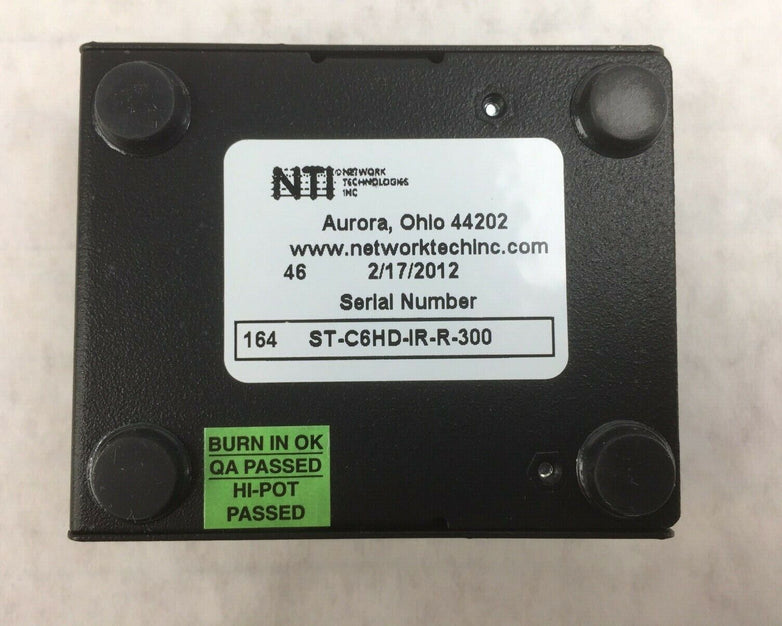 NTI NETWORK
TECHNOLOGIES
INC
Aurora, Ohio 44202
www.networktechinc.com
46 2/17/2012
Serial Number
164 ST-C6HD-IR-R-300
BURN IN OK
QA PASSED
HI-POT
PASSED